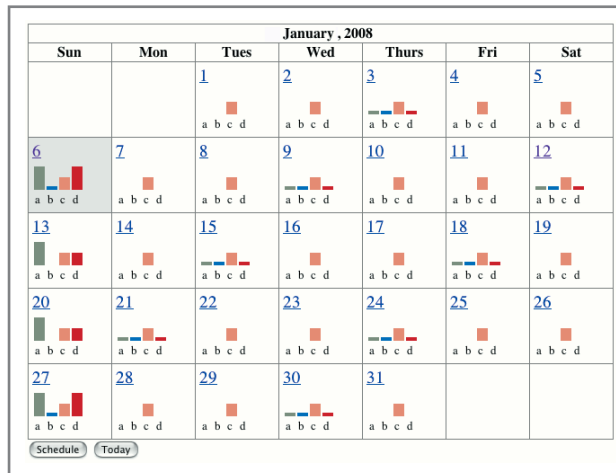 January , 2008
Sun Mon Tues Wed Thurs Fri Sat
1 2 3 4 5
a b c d a b c d a b c d a b c d a b c d
6 7 8 9 10 11 12
a b c d a b c d a b c d a b c d a b c d a b c d a b c d
13 14 15 16 17 18 19
a b c d a b c d a b c d a b c d a b c d a b c d a b c d
20 21 22 23 24 25 26
a b c d a b c d a b c d a b c d a b c d a b c d a b c d
27 28 29 30 31
a b c d a b c d a b c d a b c d a b c d
Schedule Today